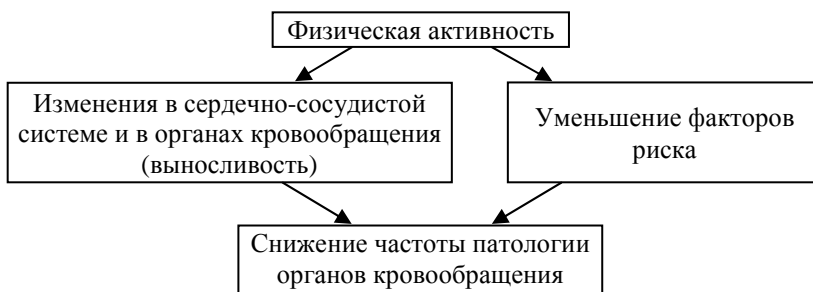 Физическая активность
Изменения в сердечно-сосудистой
системе и в органах кровообращения
(выносливость)
Уменьшение факторов
риска
Снижение частоты патологии
органов кровообращения